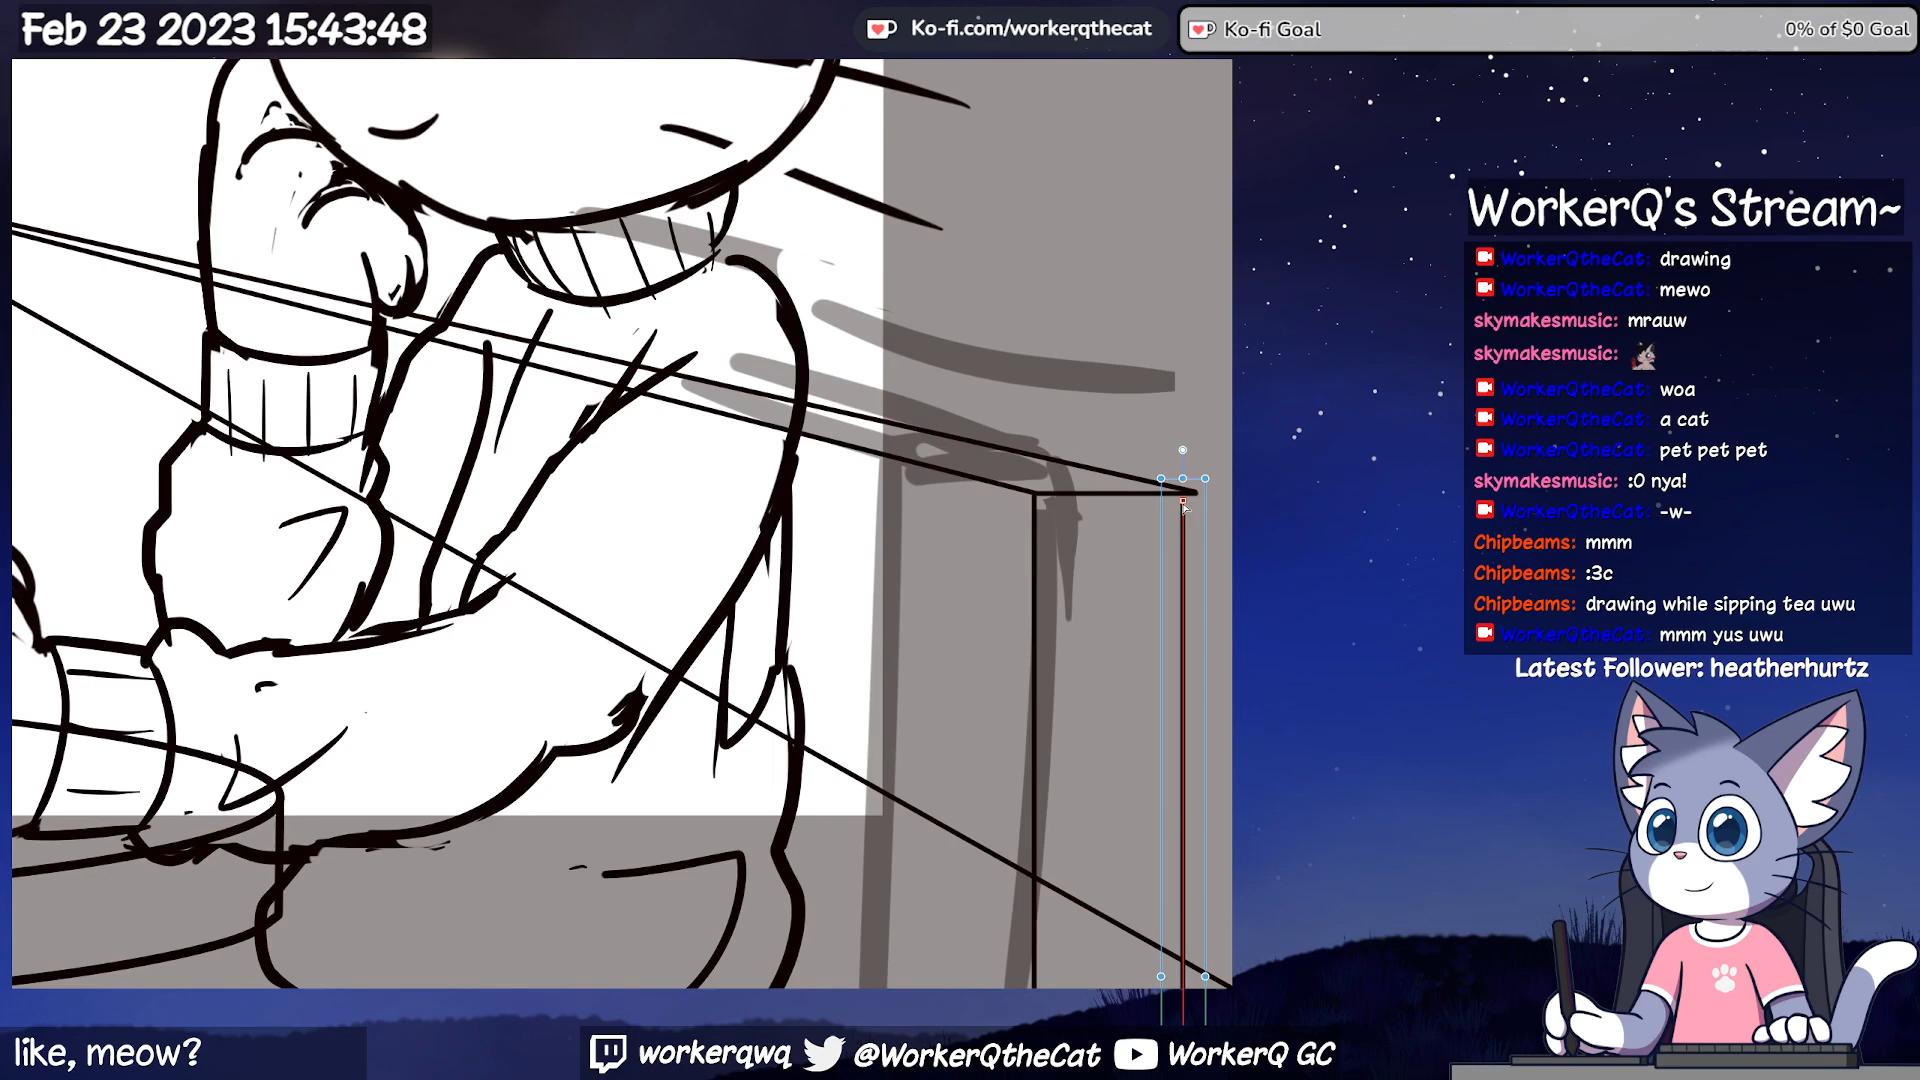 Feb 23 2023 15:43:48
Ko-fi.com/workerqthecat
Ko-fi Goal
0% of $0 Goal
WorkerQ's Stream~
WorkerQtheCat: drawing
WorkerQtheCat: mewo
skymakesmusic: mrauw
skymakesmusic:
WorkerQtheCat: woa
WorkerQtheCat: a cat
WorkerQtheCat: pet pet pet
skymakesmusic: :0 nya!
WorkerQtheCat: -w-
Chipbeams: mmm
Chipbeams: :3c
Chipbeams: drawing while sipping tea uwu
WorkerQtheCat: mmm yus uwu
Latest Follower: heatherhurtz
like, meow?
workerqwq
@WorkerQtheCat
WorkerQ GC